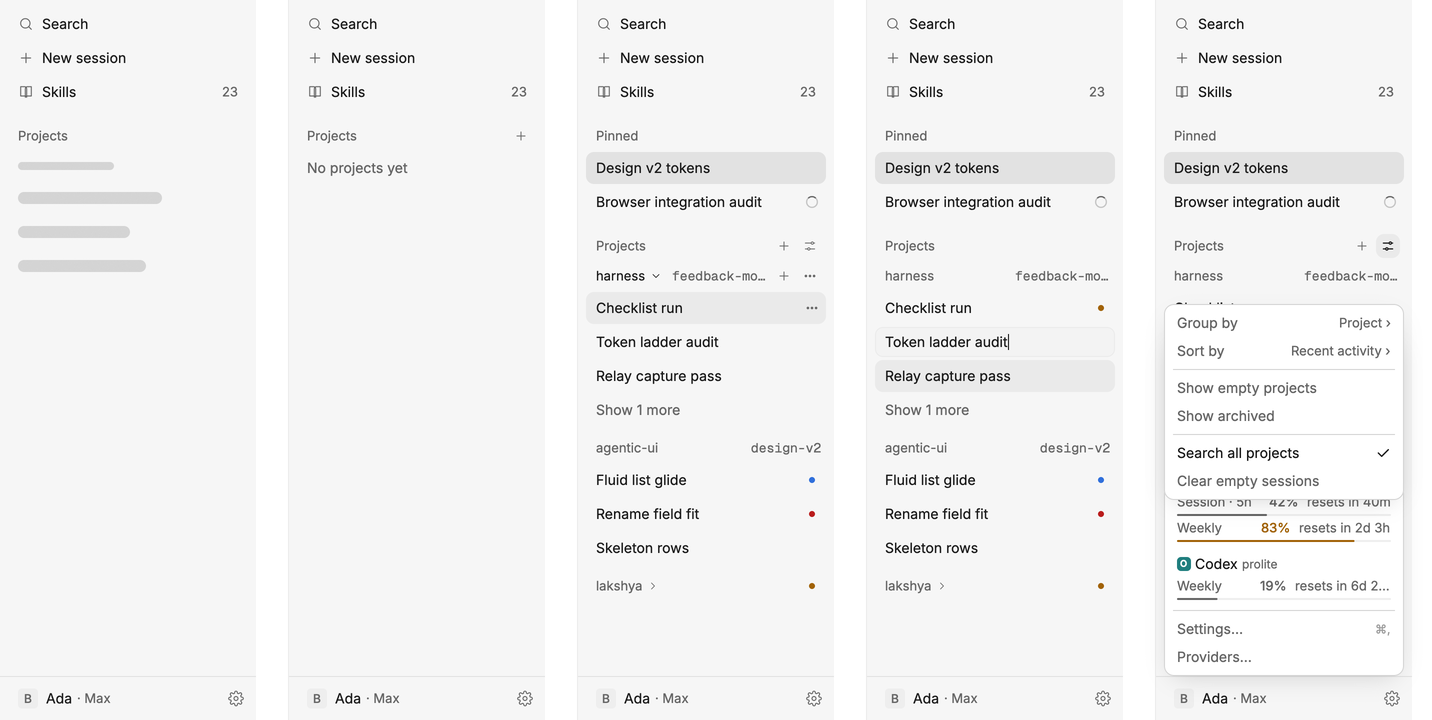 Search
New session
Skills 23
Projects
B Ada · Max
Search
New session
Skills 23
Projects
No projects yet
B Ada · Max
Search
New session
Skills 23
Pinned
Design v2 tokens
Browser integration audit
Projects
harness feedback-mo…
Checklist run
Token ladder audit
Relay capture pass
Show 1 more
agentic-ui design-v2
Fluid list glide
Rename field fit
Skeleton rows
lakshya
B Ada · Max
Search
New session
Skills 23
Pinned
Design v2 tokens
Browser integration audit
Projects
harness feedback-mo…
Checklist run
Token ladder audit
Relay capture pass
Show 1 more
agentic-ui design-v2
Fluid list glide
Rename field fit
Skeleton rows
lakshya
B Ada · Max
Search
New session
Skills 23
Pinned
Design v2 tokens
Browser integration audit
Projects
harness feedback-mo…
Group by Project ›
Sort by Recent activity ›
Show empty projects
Show archived
Search all projects
Clear empty sessions
Session · 5h 42% resets in 40m
Weekly 83% resets in 2d 3h
O Codex prolite
Weekly 19% resets in 6d 2…
Settings… ⌘,
Providers…
B Ada · Max